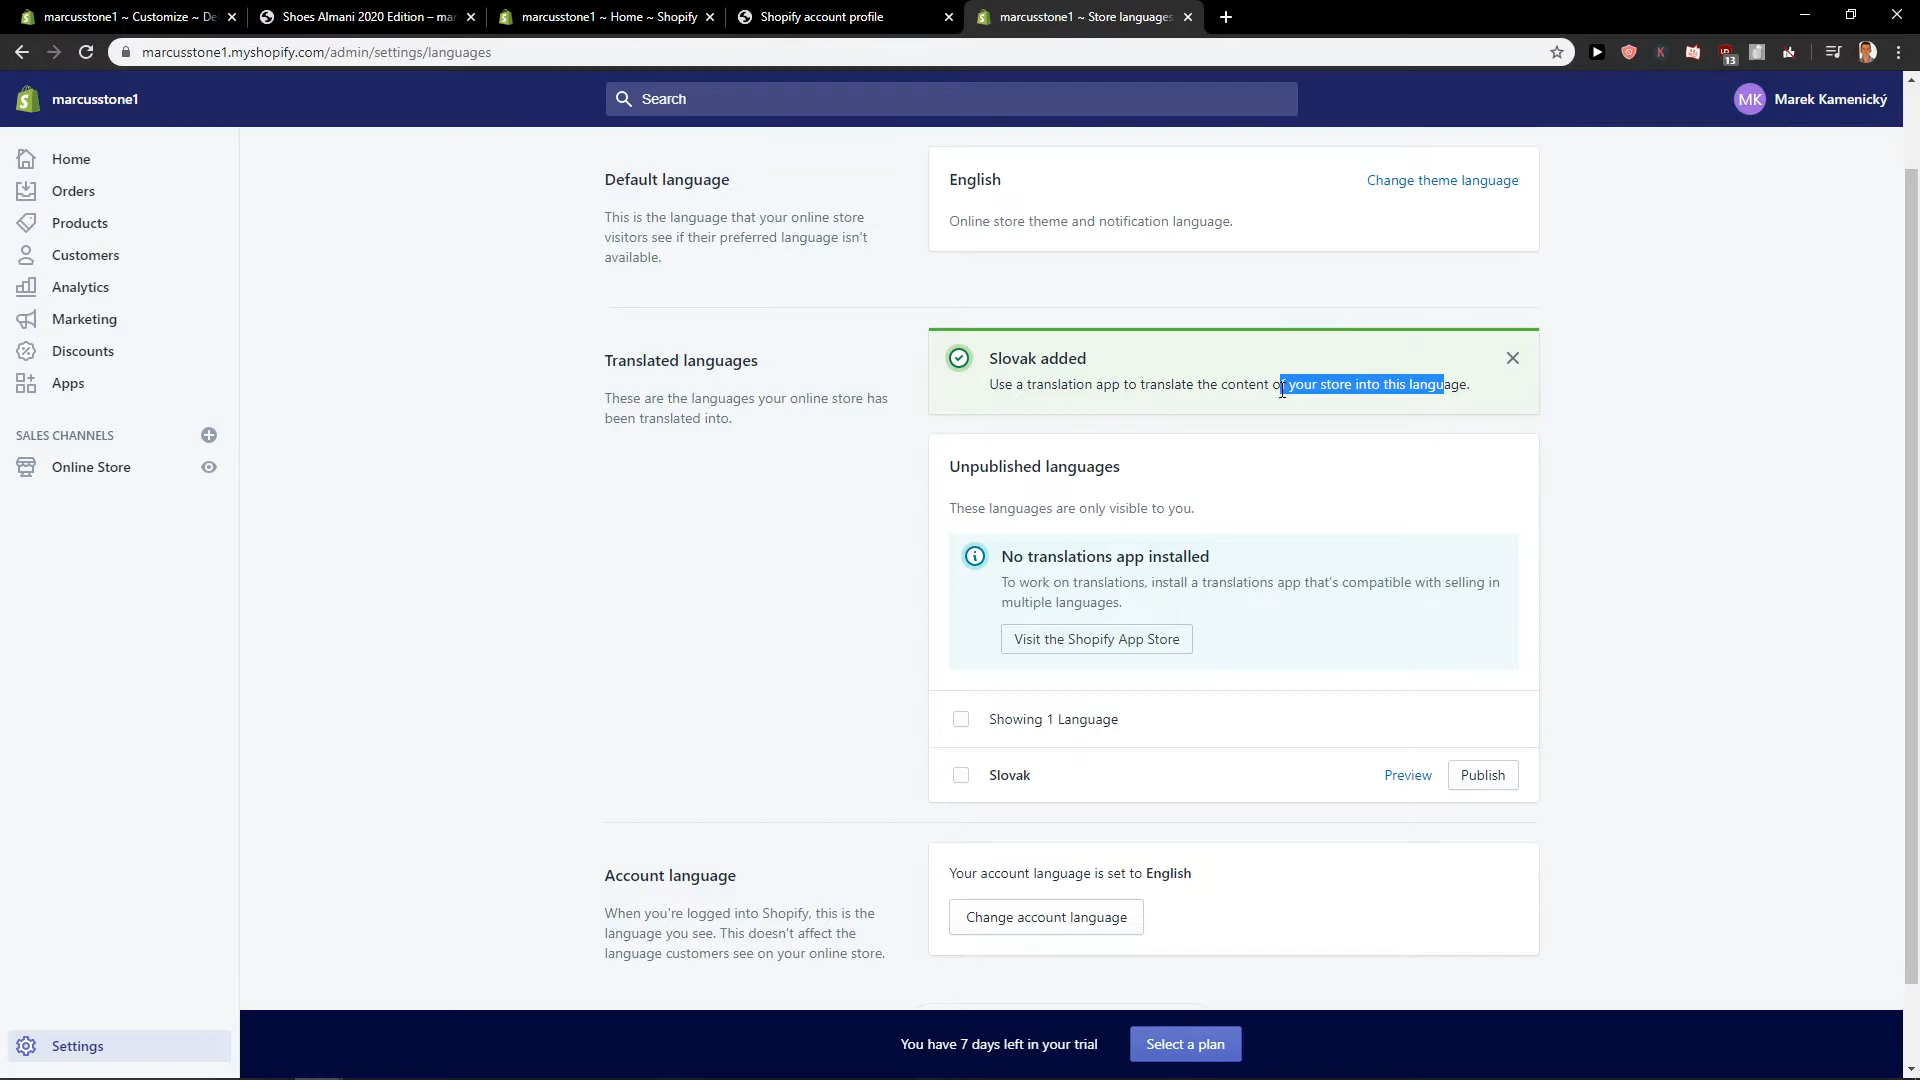 marcusstone1 ~ Customize ~ De
Shoes Almani 2020 Edition – mar
marcusstone1 ~ Home ~ Shopify
Shopify account profile
marcusstone1 ~ Store languages
marcusstone1.myshopify.com/admin/settings/languages
13
marcusstone1
Search
MK
Marek Kamenický
Home
Orders
Products
Customers
Analytics
Marketing
Discounts
Apps
SALES CHANNELS
Online Store
Settings
Default language
This is the language that your online store
visitors see if their preferred language isn't
available.
English
Change theme language
Online store theme and notification language.
Translated languages
These are the languages your online store has
been translated into.
Slovak added
Use a translation app to translate the content of your store into this language.
Unpublished languages
These languages are only visible to you.
No translations app installed
To work on translations, install a translations app that's compatible with selling in
multiple languages.
Visit the Shopify App Store
Showing 1 Language
Slovak
Preview
Publish
Account language
When you're logged into Shopify, this is the
language you see. This doesn't affect the
language customers see on your online store.
Your account language is set to English
Change account language
You have 7 days left in your trial
Select a plan